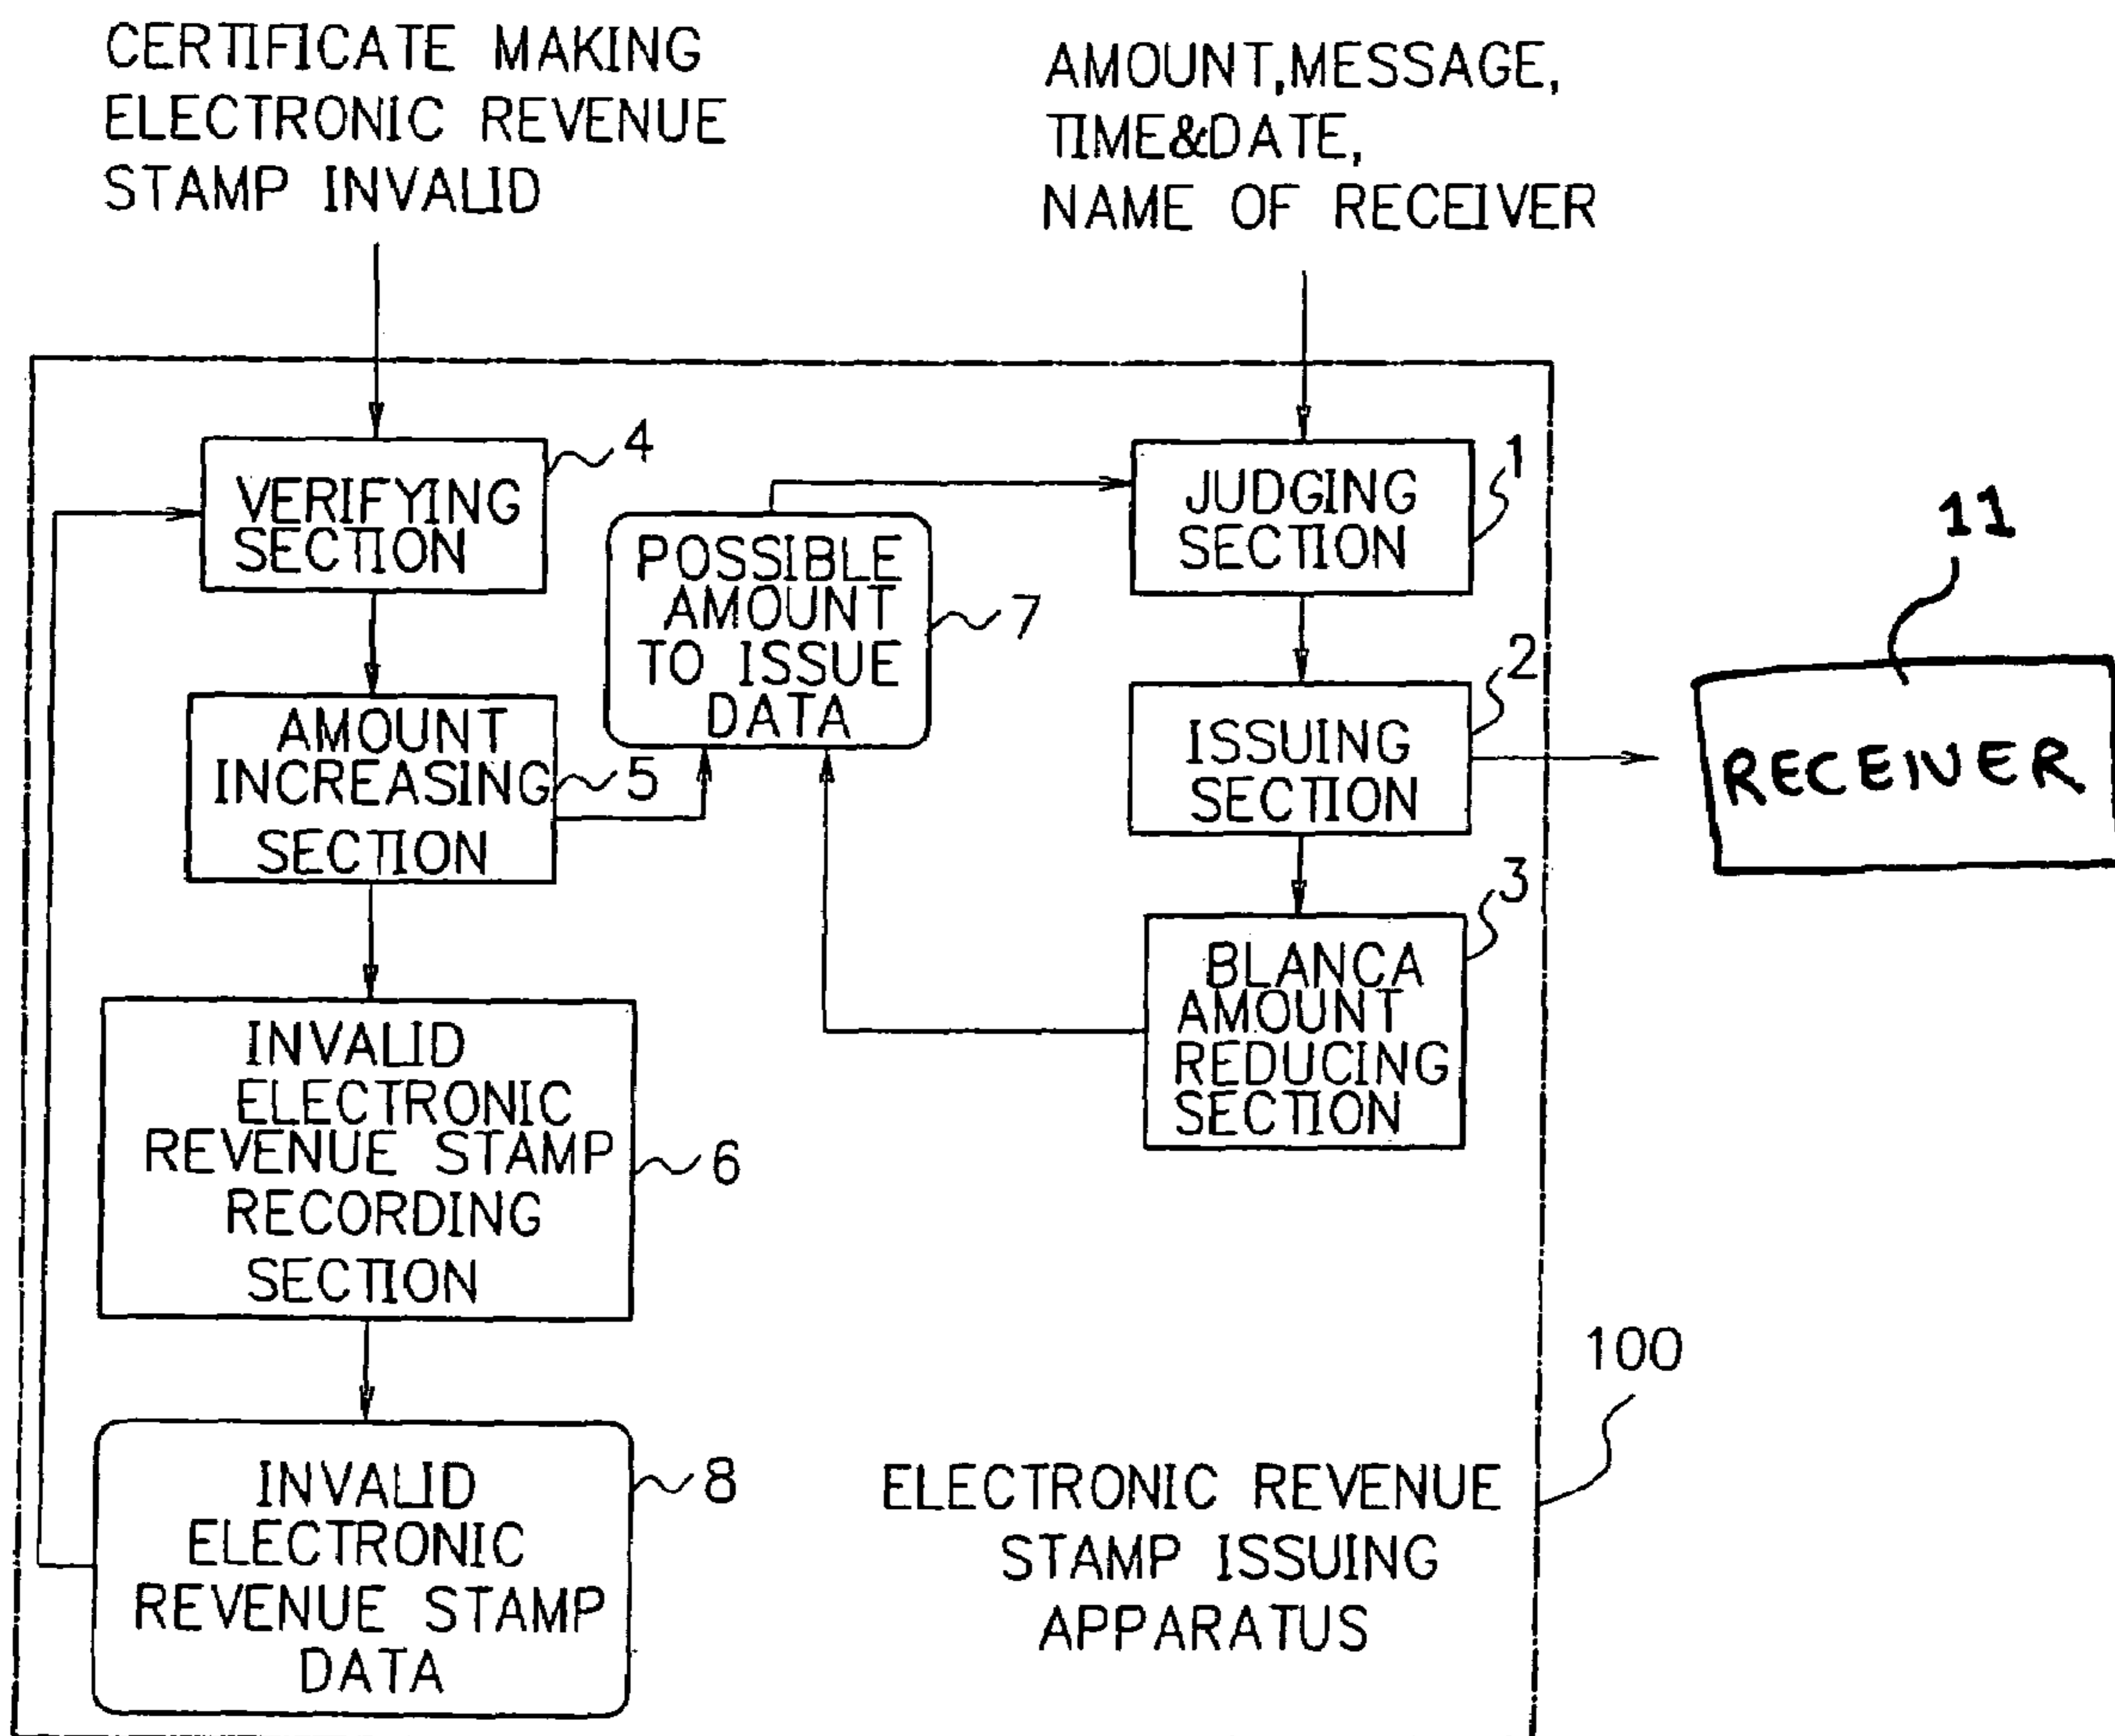 CERTIFICATE MAKING
ELECTRONIC REVENUE
STAMP INVALID
AMOUNT,MESSAGE,
TIME&DATE,
NAME OF RECEIVER
VERIFYING
SECTION
4
POSSIBLE
AMOUNT
TO ISSUE
DATA
7
JUDGING
SECTION
1
11
AMOUNT
INCREASING
SECTION
5
ISSUING
SECTION
2
RECEIVER
BLANCA
AMOUNT
REDUCING
SECTION
3
INVALID
ELECTRONIC
REVENUE STAMP
RECORDING
SECTION
6
100
INVALID
ELECTRONIC
REVENUE STAMP
DATA
8
ELECTRONIC REVENUE
STAMP ISSUING
APPARATUS